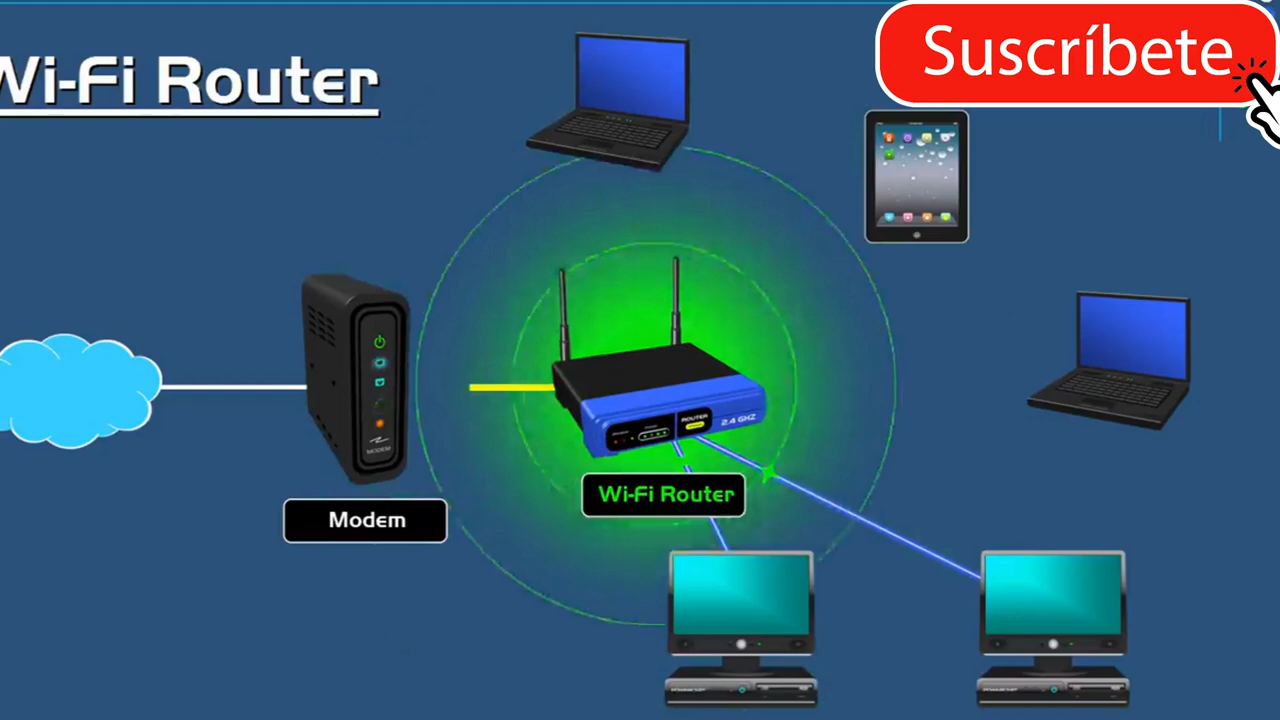 Wi-Fi Router
Suscríbete
MODEM
ROUTER
2.4 GHZ
Wi-Fi Router
Modem